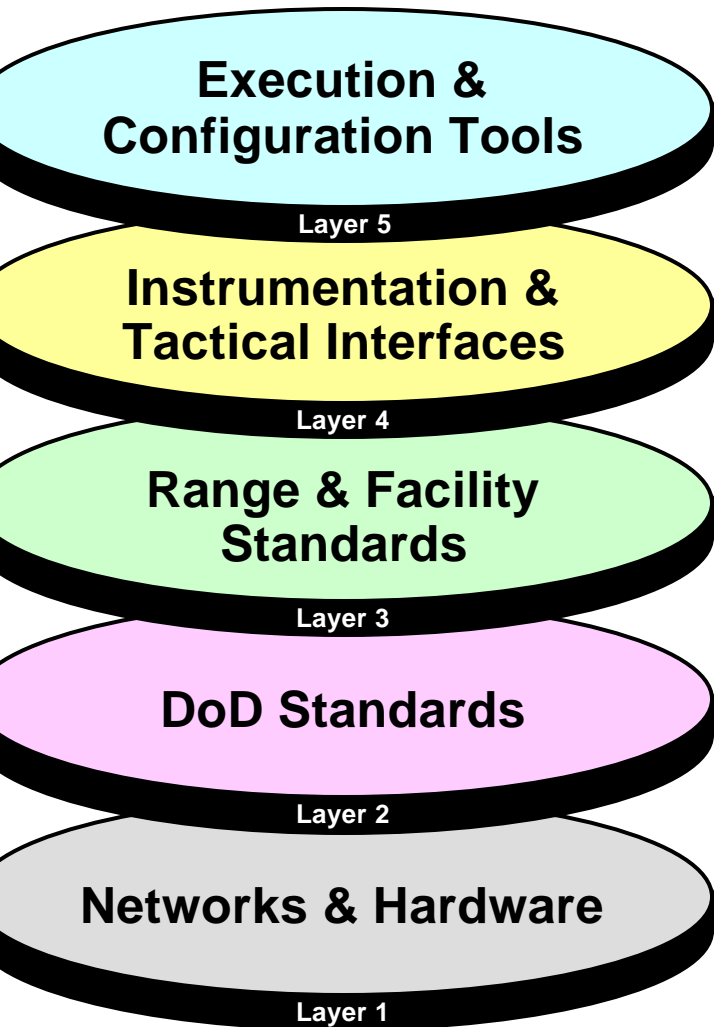 Execution &
Configuration Tools
Layer 5
Instrumentation &
Tactical Interfaces
Layer 4
Range & Facility
Standards
Layer 3
DoD Standards
Layer 2
Networks & Hardware
Layer 1